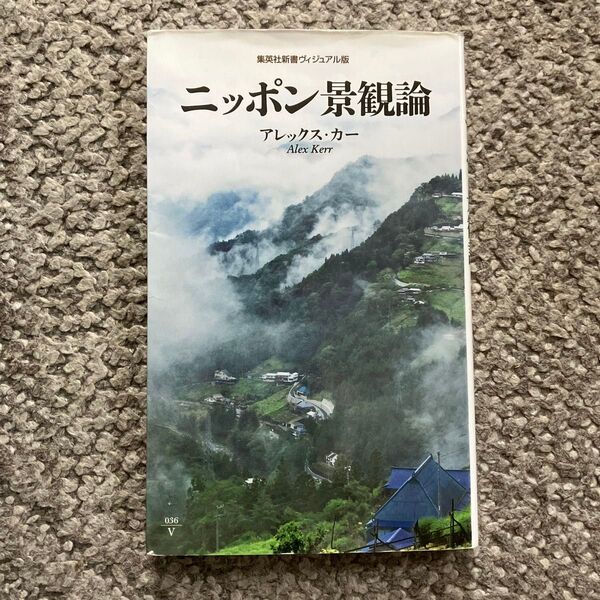 集英社新書ヴィジュアル版
ニッポン景観論
アレックス・カー
Alex Kerr
036
V